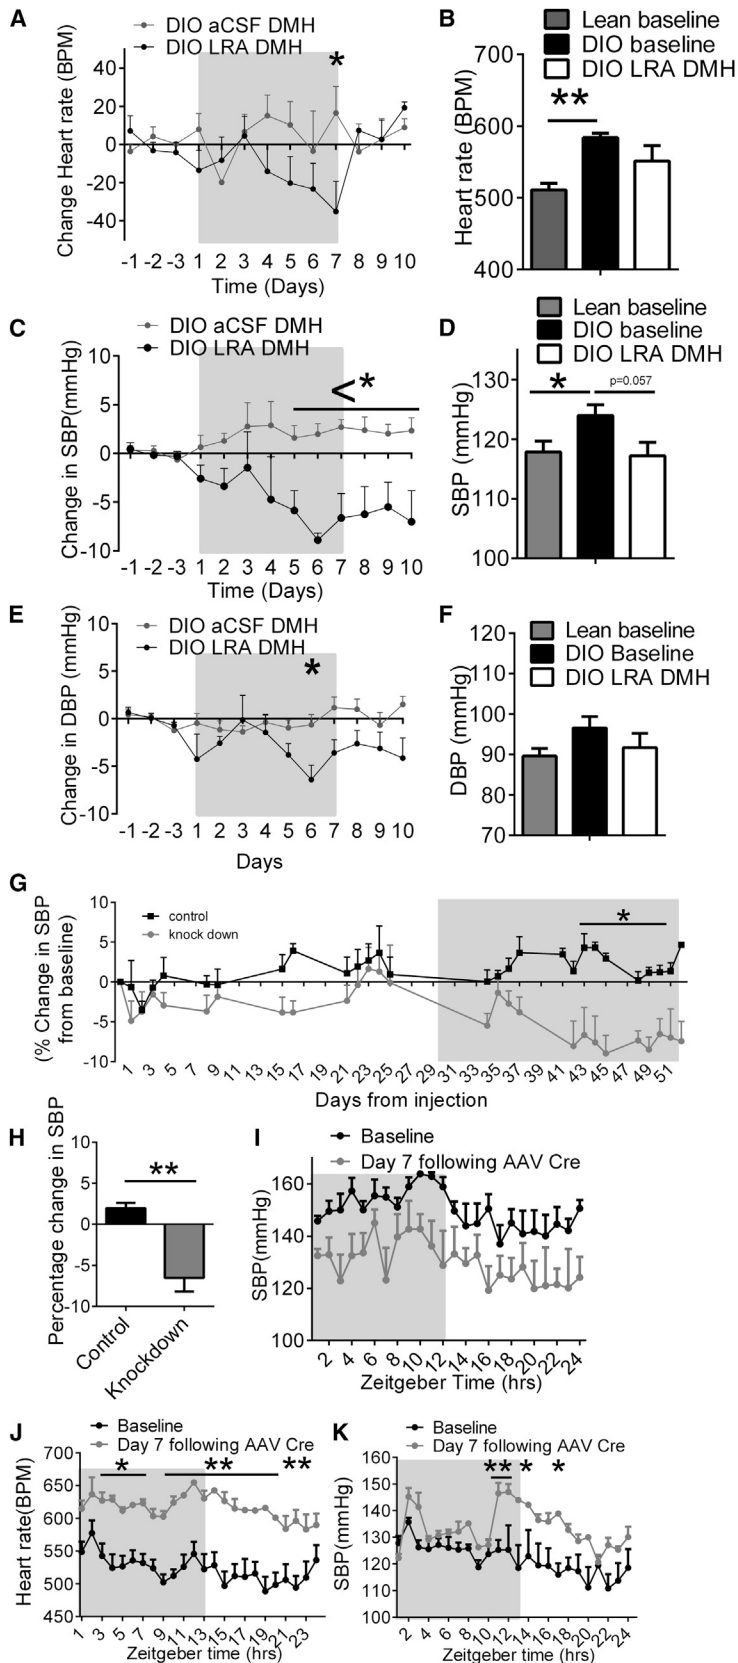 A
DIO aCSF DMH
DIO LRA DMH
Change Heart rate (BPM)
40
20
0
-20
-40
*
-1 -2 -3 1 2 3 4 5 6 7 8 9 10
Time (Days)
B
Lean baseline
DIO baseline
DIO LRA DMH
Heart rate (BPM)
700
600
500
400
**
C
DIO aCSF DMH
DIO LRA DMH
Change in SBP(mmHg)
10
5
0
-5
-10
<*
-1 -2 -3 1 2 3 4 5 6 7 8 9 10
Time (Days)
D
Lean baseline
DIO baseline
DIO LRA DMH
SBP (mmHg)
130
120
110
100
*
p=0.057
E
DIO aCSF DMH
DIO LRA DMH
Change in DBP (mmHg)
10
5
0
-5
-10
*
-1 -2 -3 1 2 3 4 5 6 7 8 9 10
Days
F
Lean baseline
DIO Baseline
DIO LRA DMH
DBP (mmHg)
120
110
100
90
80
70
G
control
knock down
(% Change in SBP
from baseline)
10
5
0
-5
-10
*
1 3 5 7 9 11 13 15 17 19 21 23 25 27 29 31 33 35 37 39 41 43 45 47 49 51
Days from injection
H
Percentage change in SBP
10
5
0
-5
-10
**
Control
Knockdown
I
Baseline
Day 7 following AAV Cre
SBP(mmHg)
160
140
120
100
2 4 6 8 10 12 14 16 18 20 22 24
Zeitgeber Time (hrs)
J
Baseline
Day 7 following AAV Cre
Heart rate(BPM)
700
650
600
550
500
450
* ** **
1 3 5 7 9 11 13 15 17 19 21 23
Zeitgeber time (hrs)
K
Baseline
Day 7 following AAV Cre
SBP(mmHg)
160
150
140
130
120
110
100
** * *
2 4 6 8 10 12 14 16 18 20 22 24
Zeitgeber time (hrs)